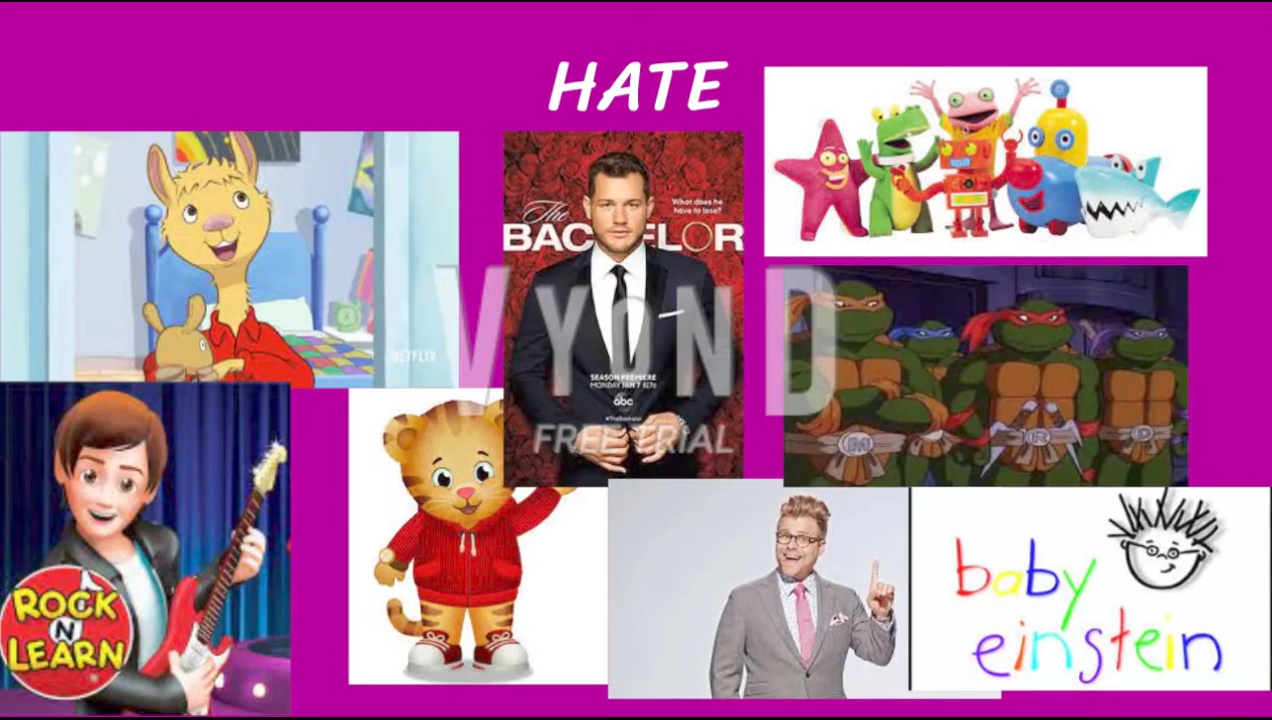 HATE
NETFLIX
The
BACHELOR
What does he
have to lose?
SEASON PREMIERE
MONDAY JAN 7 8|7c
abc
#TheBachelor
VYOND
FREE TRIAL
M
R
D
ROCK
N
LEARN
baby
einstein